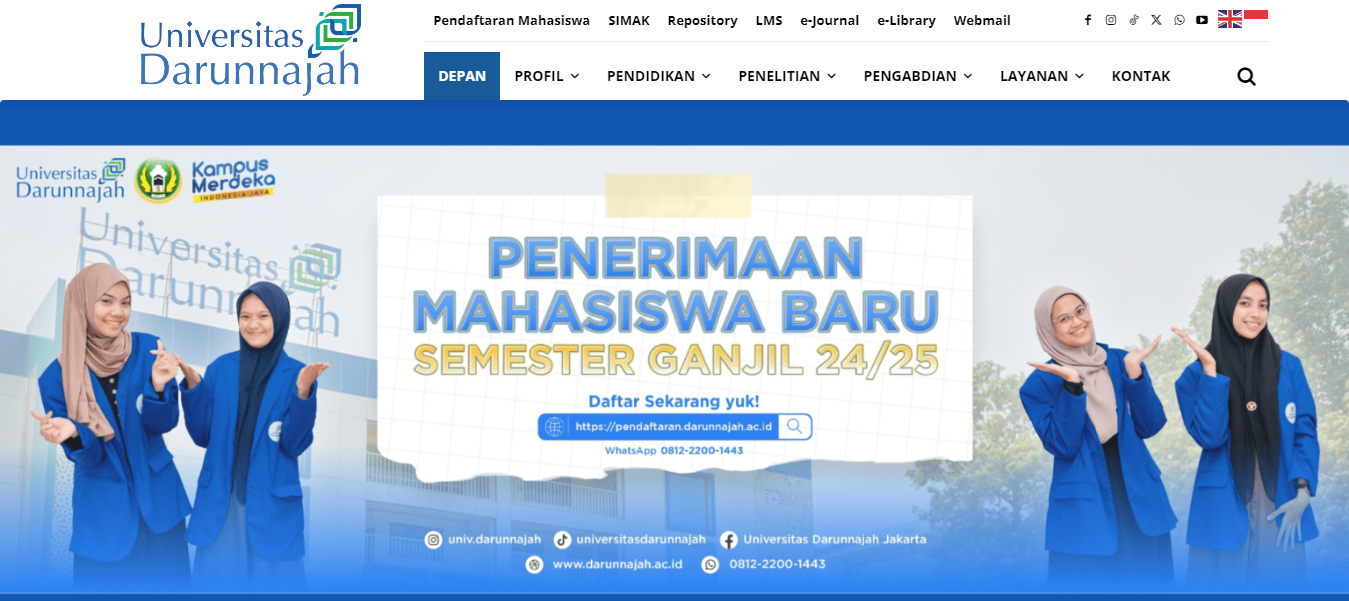 Universitas
Darunnajah
Pendaftaran Mahasiswa SIMAK Repository LMS e-Journal e-Library Webmail
DEPAN PROFIL PENDIDIKAN PENELITIAN PENGABDIAN LAYANAN KONTAK
Universitas
Darunnajah
Kampus
Merdeka
INDONESIA JAYA
Universitas
Darunnajah
PENERIMAAN
MAHASISWA BARU
SEMESTER GANJIL 24/25
Daftar Sekarang yuk!
https://pendaftaran.darunnajah.ac.id
WhatsApp 0812-2200-1443
univ.darunnajah universitasdarunnajah Universitas Darunnajah Jakarta
www.darunnajah.ac.id 0812-2200-1443